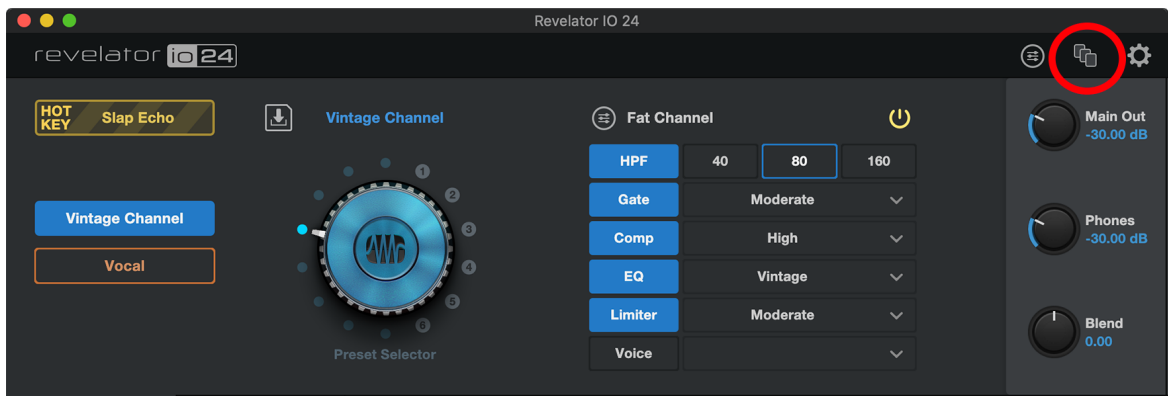 Revelator IO 24
revelator io 24
HOT KEY Slap Echo
Vintage Channel
Vocal
Vintage Channel
1
2
3
4
5
6
Preset Selector
Fat Channel
HPF 40 80 160
Gate Moderate
Comp High
EQ Vintage
Limiter Moderate
Voice
Main Out
-30.00 dB
Phones
-30.00 dB
Blend
0.00